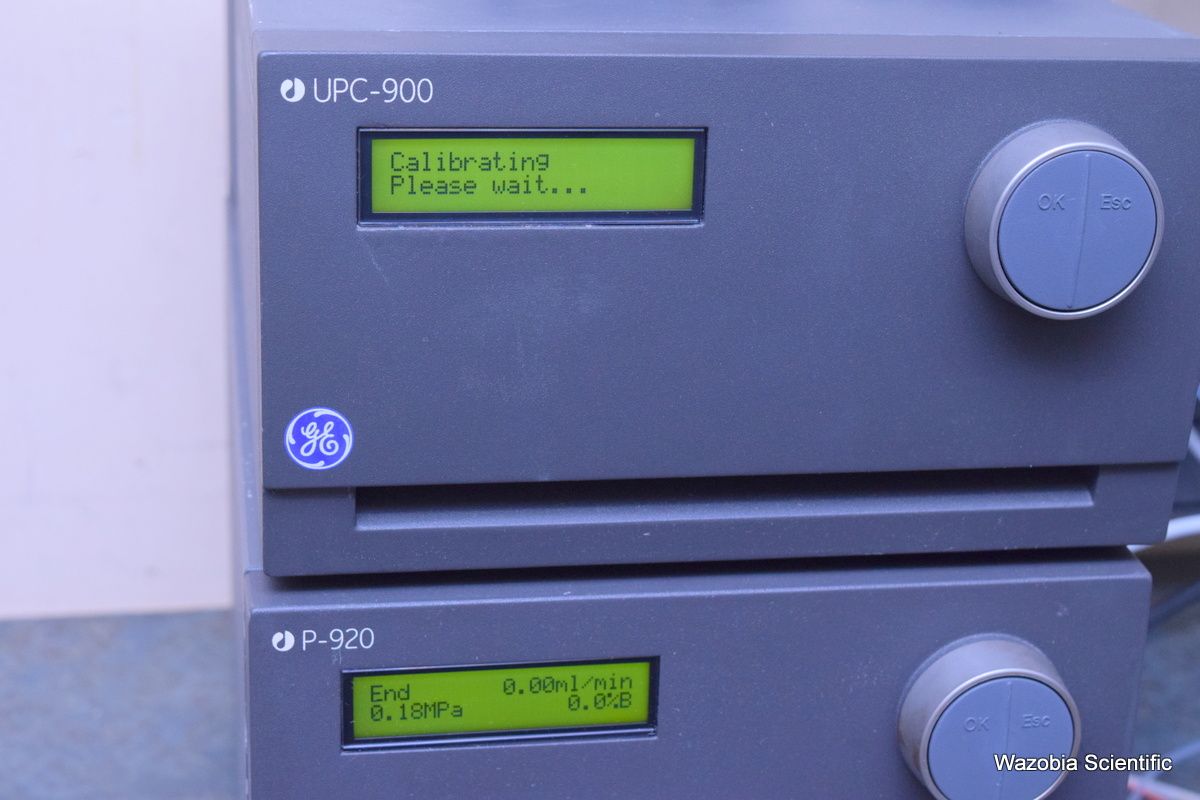 UPC-900
Calibrating
Please wait...
OK Esc
GE
P-920
End 0.00ml/min
0.18MPa 0.0%B
OK Esc
Wazobia Scientific